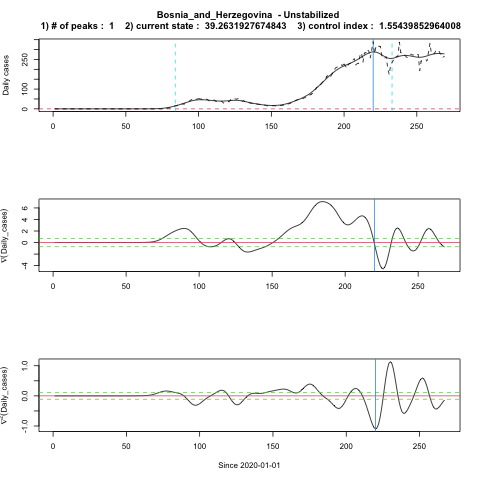 Bosnia_and_Herzegovina - Unstabilized
1) # of peaks : 1 2) current state : 39.2631927674843 3) control index : 1.55439852964008
Daily cases
250
100
0
0 50 100 150 200 250
∇(Daily_cases)
6
4
2
0
-4
0 50 100 150 200 250
∇²(Daily_cases)
1.0
0.0
-1.0
0 50 100 150 200 250
Since 2020-01-01